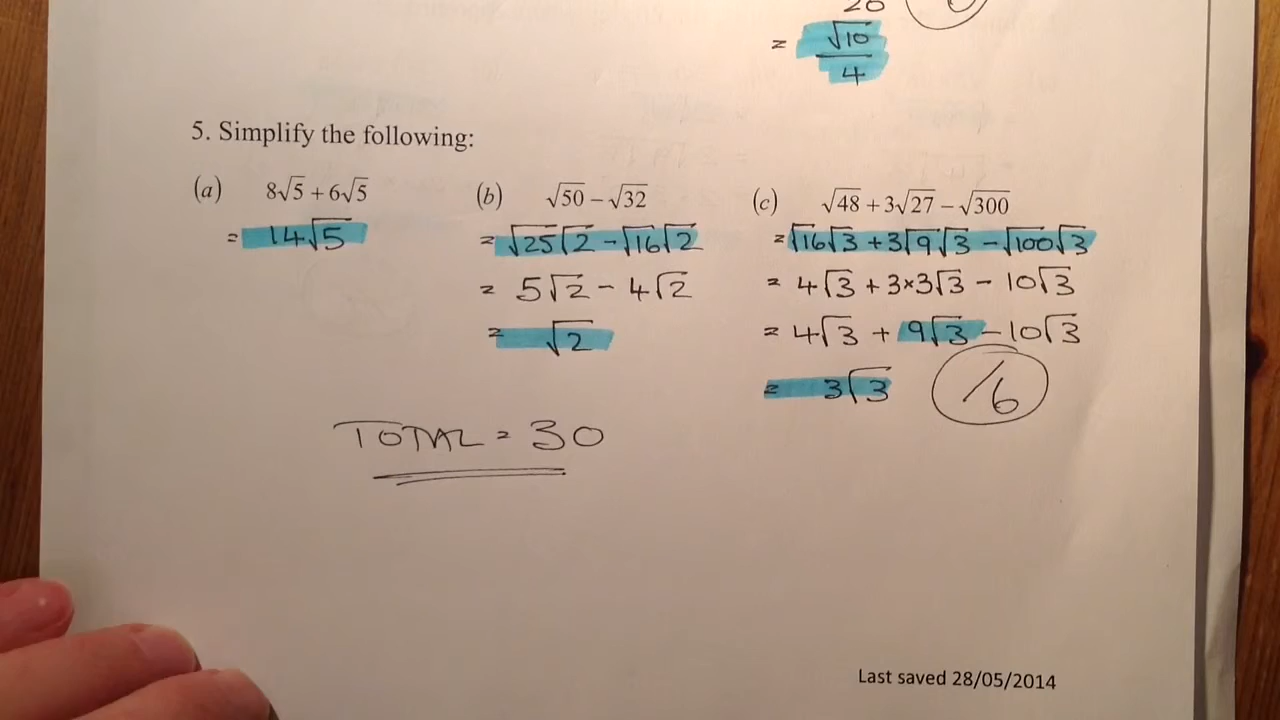 20
= √10/4
5. Simplify the following:
(a) 8√5 + 6√5
= 14√5
(b) √50 − √32
= √25√2 − √16√2
= 5√2 − 4√2
= √2
(c) √48 + 3√27 − √300
= √16√3 + 3√9√3 − √100√3
= 4√3 + 3×3√3 − 10√3
= 4√3 + 9√3 − 10√3
= 3√3
/6
TOTAL = 30
Last saved 28/05/2014